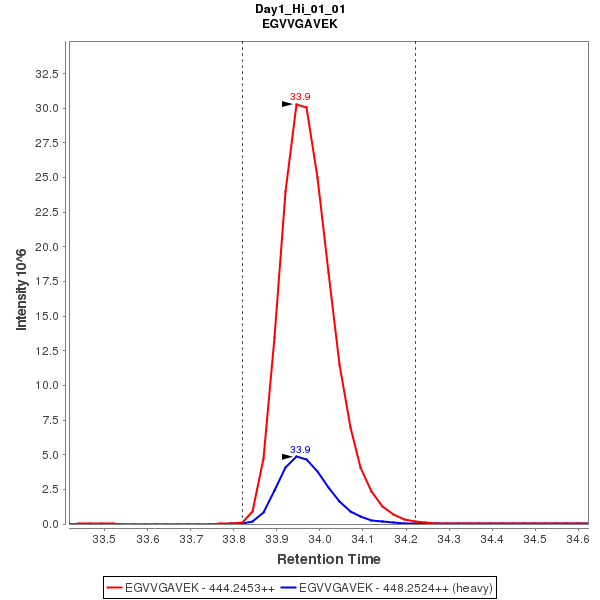 Day1_Hi_01_01
EGVVGAVEK
33.9
33.9
Intensity 10^6
32.5
30.0
27.5
25.0
22.5
20.0
17.5
15.0
12.5
10.0
7.5
5.0
2.5
0.0
33.5 33.6 33.7 33.8 33.9 34.0 34.1 34.2 34.3 34.4 34.5 34.6
Retention Time
EGVVGAVEK - 444.2453++ EGVVGAVEK - 448.2524++ (heavy)